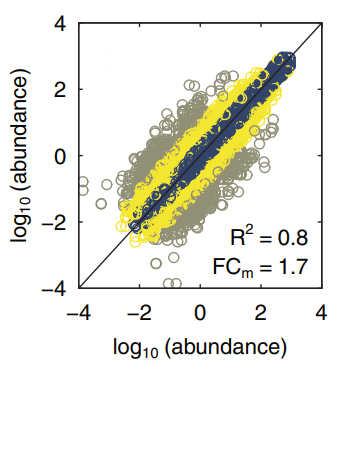 4
2
0
−2
−4
log10 (abundance)
R2 = 0.8
FCm = 1.7
−4 −2 0 2 4
log10 (abundance)